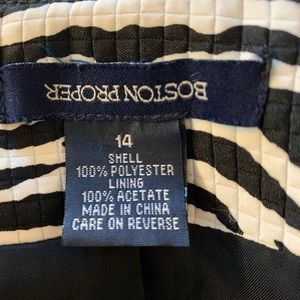 BOSTON PROPER
14
SHELL
100% POLYESTER
LINING
100% ACETATE
MADE IN CHINA
CARE ON REVERSE